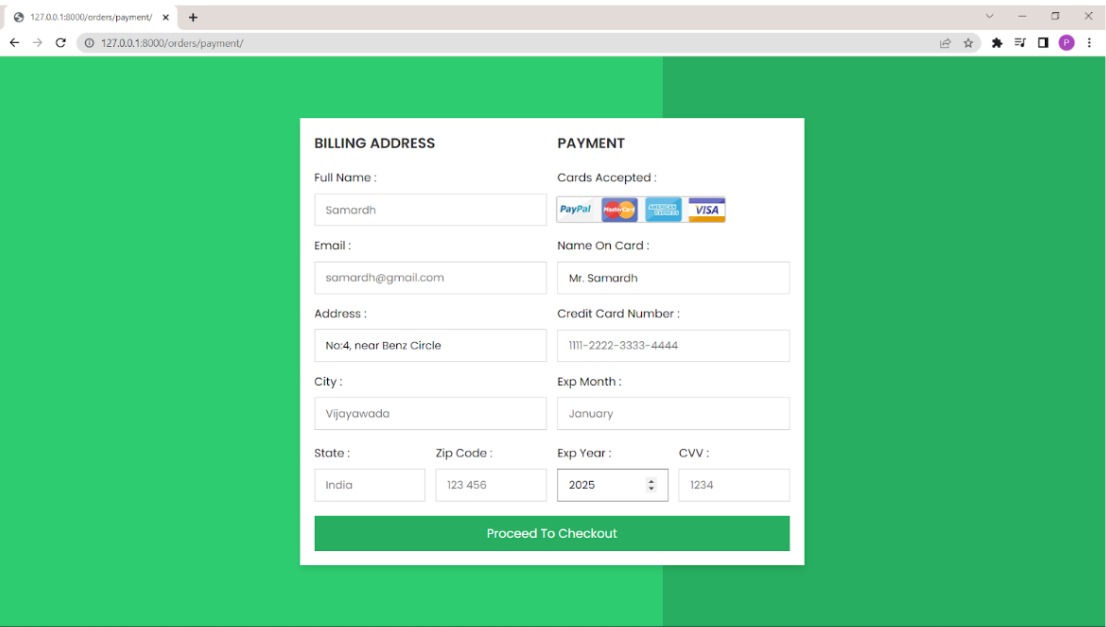 127.0.0.1:8000/orders/payment/
127.0.0.1:8000/orders/payment/
P
BILLING ADDRESS
Full Name :
Samardh
Email :
samardh@gmail.com
Address :
No:4, near Benz Circle
City :
Vijayawada
State :
Zip Code :
India
123 456
PAYMENT
Cards Accepted :
PayPal MasterCard AMERICAN EXPRESS VISA
Name On Card :
Mr. Samardh
Credit Card Number :
1111-2222-3333-4444
Exp Month :
January
Exp Year :
CVV :
2025
1234
Proceed To Checkout